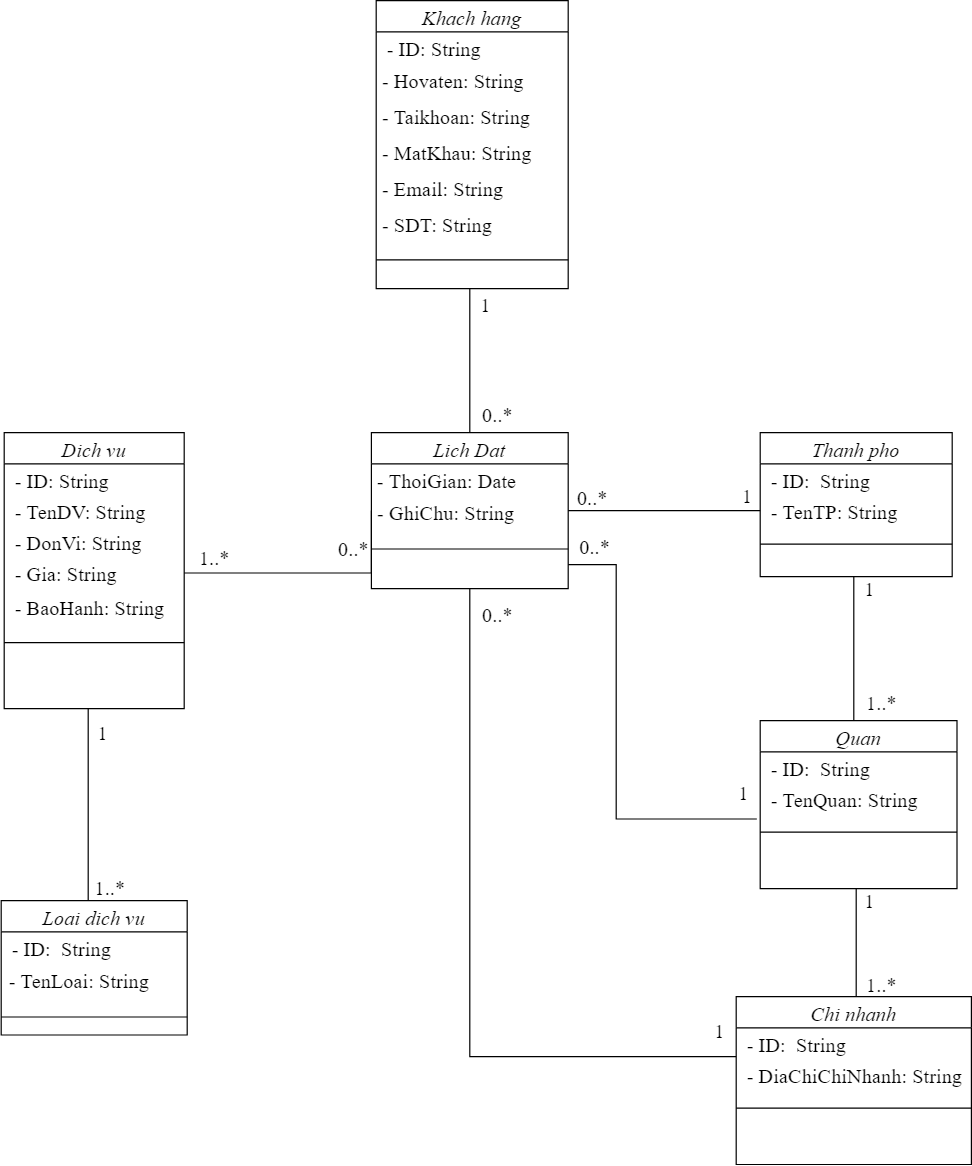 Khach hang
- ID: String
- Hovaten: String
- Taikhoan: String
- MatKhau: String
- Email: String
- SDT: String
1
0..*
Dich vu
- ID: String
- TenDV: String
- DonVi: String
- Gia: String
- BaoHanh: String
1..*
0..*
Lich Dat
- ThoiGian: Date
- GhiChu: String
0..*
1
0..*
0..*
Thanh pho
- ID: String
- TenTP: String
1
1..*
Quan
- ID: String
- TenQuan: String
1
1
1..*
1
1..*
Loai dich vu
- ID: String
- TenLoai: String
1
Chi nhanh
- ID: String
- DiaChiChiNhanh: String